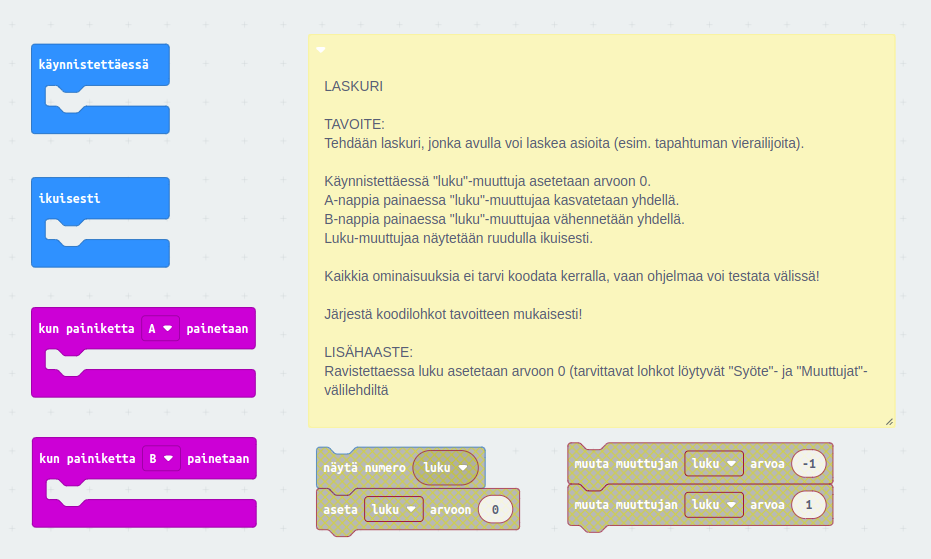 käynnistettäessä
ikuisesti
kun painiketta A painetaan
kun painiketta B painetaan
LASKURI
TAVOITE:
Tehdään laskuri, jonka avulla voi laskea asioita (esim. tapahtuman vierailijoita).
Käynnistettäessä "luku"-muuttuja asetetaan arvoon 0.
A-nappia painaessa "luku"-muuttujaa kasvatetaan yhdellä.
B-nappia painaessa "luku"-muuttujaa vähennetään yhdellä.
Luku-muuttujaa näytetään ruudulla ikuisesti.
Kaikkia ominaisuuksia ei tarvi koodata kerralla, vaan ohjelmaa voi testata välissä!
Järjestä koodilohkot tavoitteen mukaisesti!
LISÄHAASTE:
Ravistettaessa luku asetetaan arvoon 0 (tarvittavat lohkot löytyvät "Syöte"- ja "Muuttujat"-
välilehdiltä
näytä numero luku
aseta luku arvoon 0
muuta muuttujan luku arvoa -1
muuta muuttujan luku arvoa 1